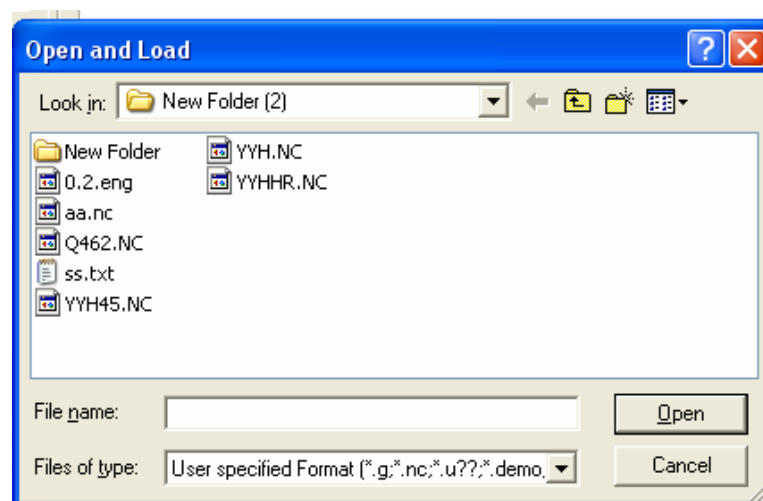 Open and Load
Look in: New Folder (2)
New Folder
0.2.eng
aa.nc
Q462.NC
ss.txt
YYH45.NC
YYH.NC
YYHHR.NC
File name:
Open
Files of type: User specified Format (*.g;*.nc;*.u??;*.demo,
Cancel